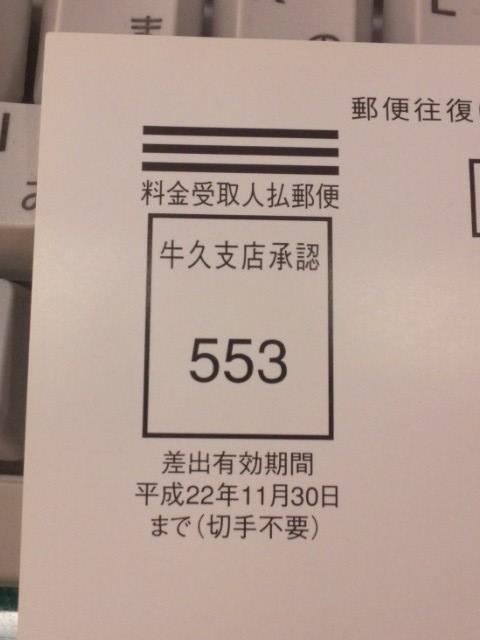 郵便往復
料金受取人払郵便
牛久支店承認
553
差出有効期間
平成22年11月30日
まで(切手不要)
ま
の
L